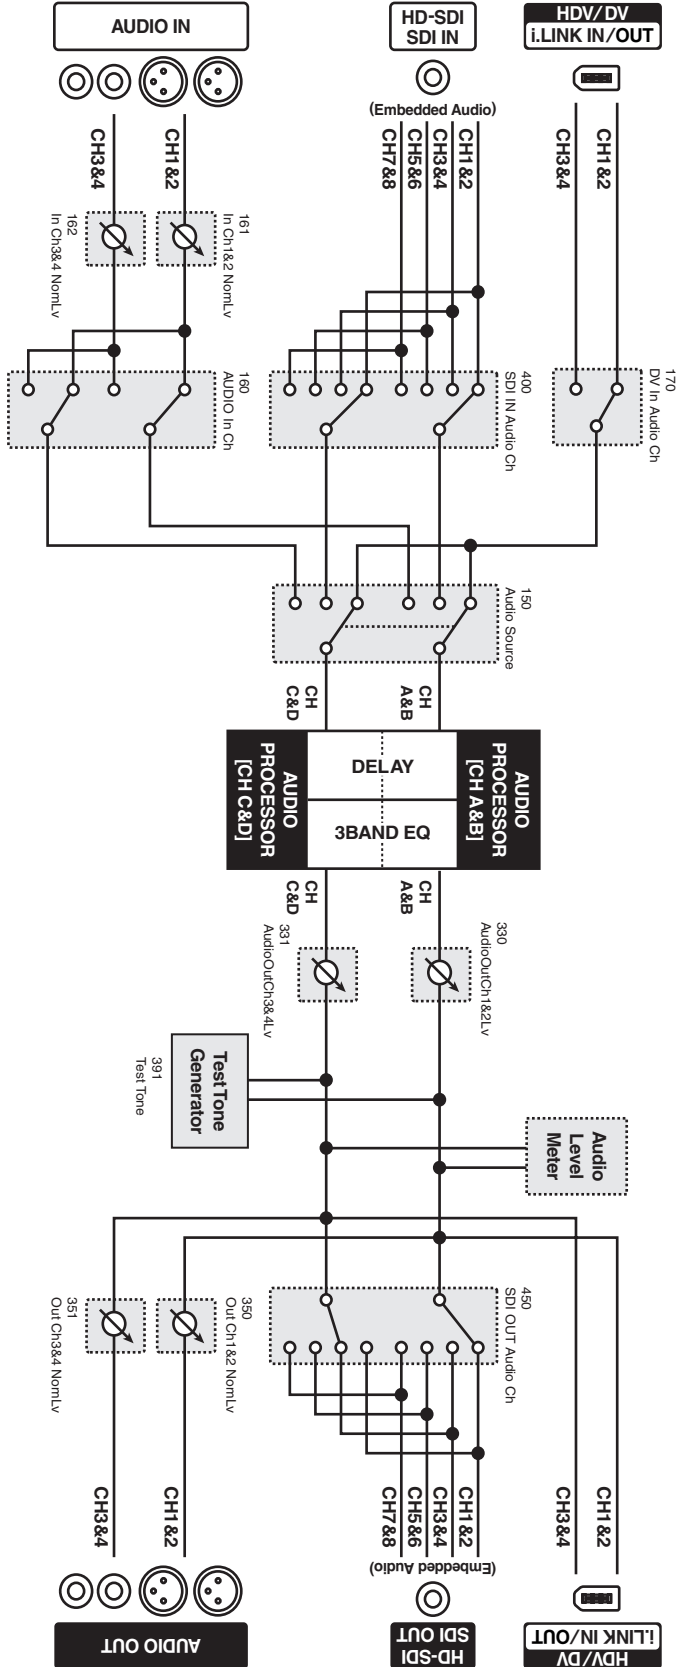 AUDIO IN
HD-SDI
SDI IN
HDV/DV
i.LINK IN/OUT
(Embedded Audio)
CH3&4
CH1&2
CH7&8
CH5&6
CH3&4
CH1&2
CH3&4
CH1&2
162
In Ch3&4 NomLv
161
In Ch1&2 NomLv
160
AUDIO In Ch
400
SDI IN Audio Ch
170
DV In Audio Ch
150
Audio Source
CH
C&D
CH
A&B
AUDIO
PROCESSOR
[CH C&D]
DELAY
3BAND EQ
AUDIO
PROCESSOR
[CH A&B]
CH
C&D
CH
A&B
331
AudioOutCh3&4Lv
330
AudioOutCh1&2Lv
Test Tone
Generator
391
Test Tone
Audio
Level
Meter
351
Out Ch3&4 NomLv
350
Out Ch1&2 NomLv
450
SDI OUT Audio Ch
CH3&4
CH1&2
CH7&8
CH5&6
CH3&4
CH1&2
CH3&4
CH1&2
(Embedded Audio)
AUDIO OUT
HD-SDI
SDI OUT
HDV/DV
i.LINK IN/OUT